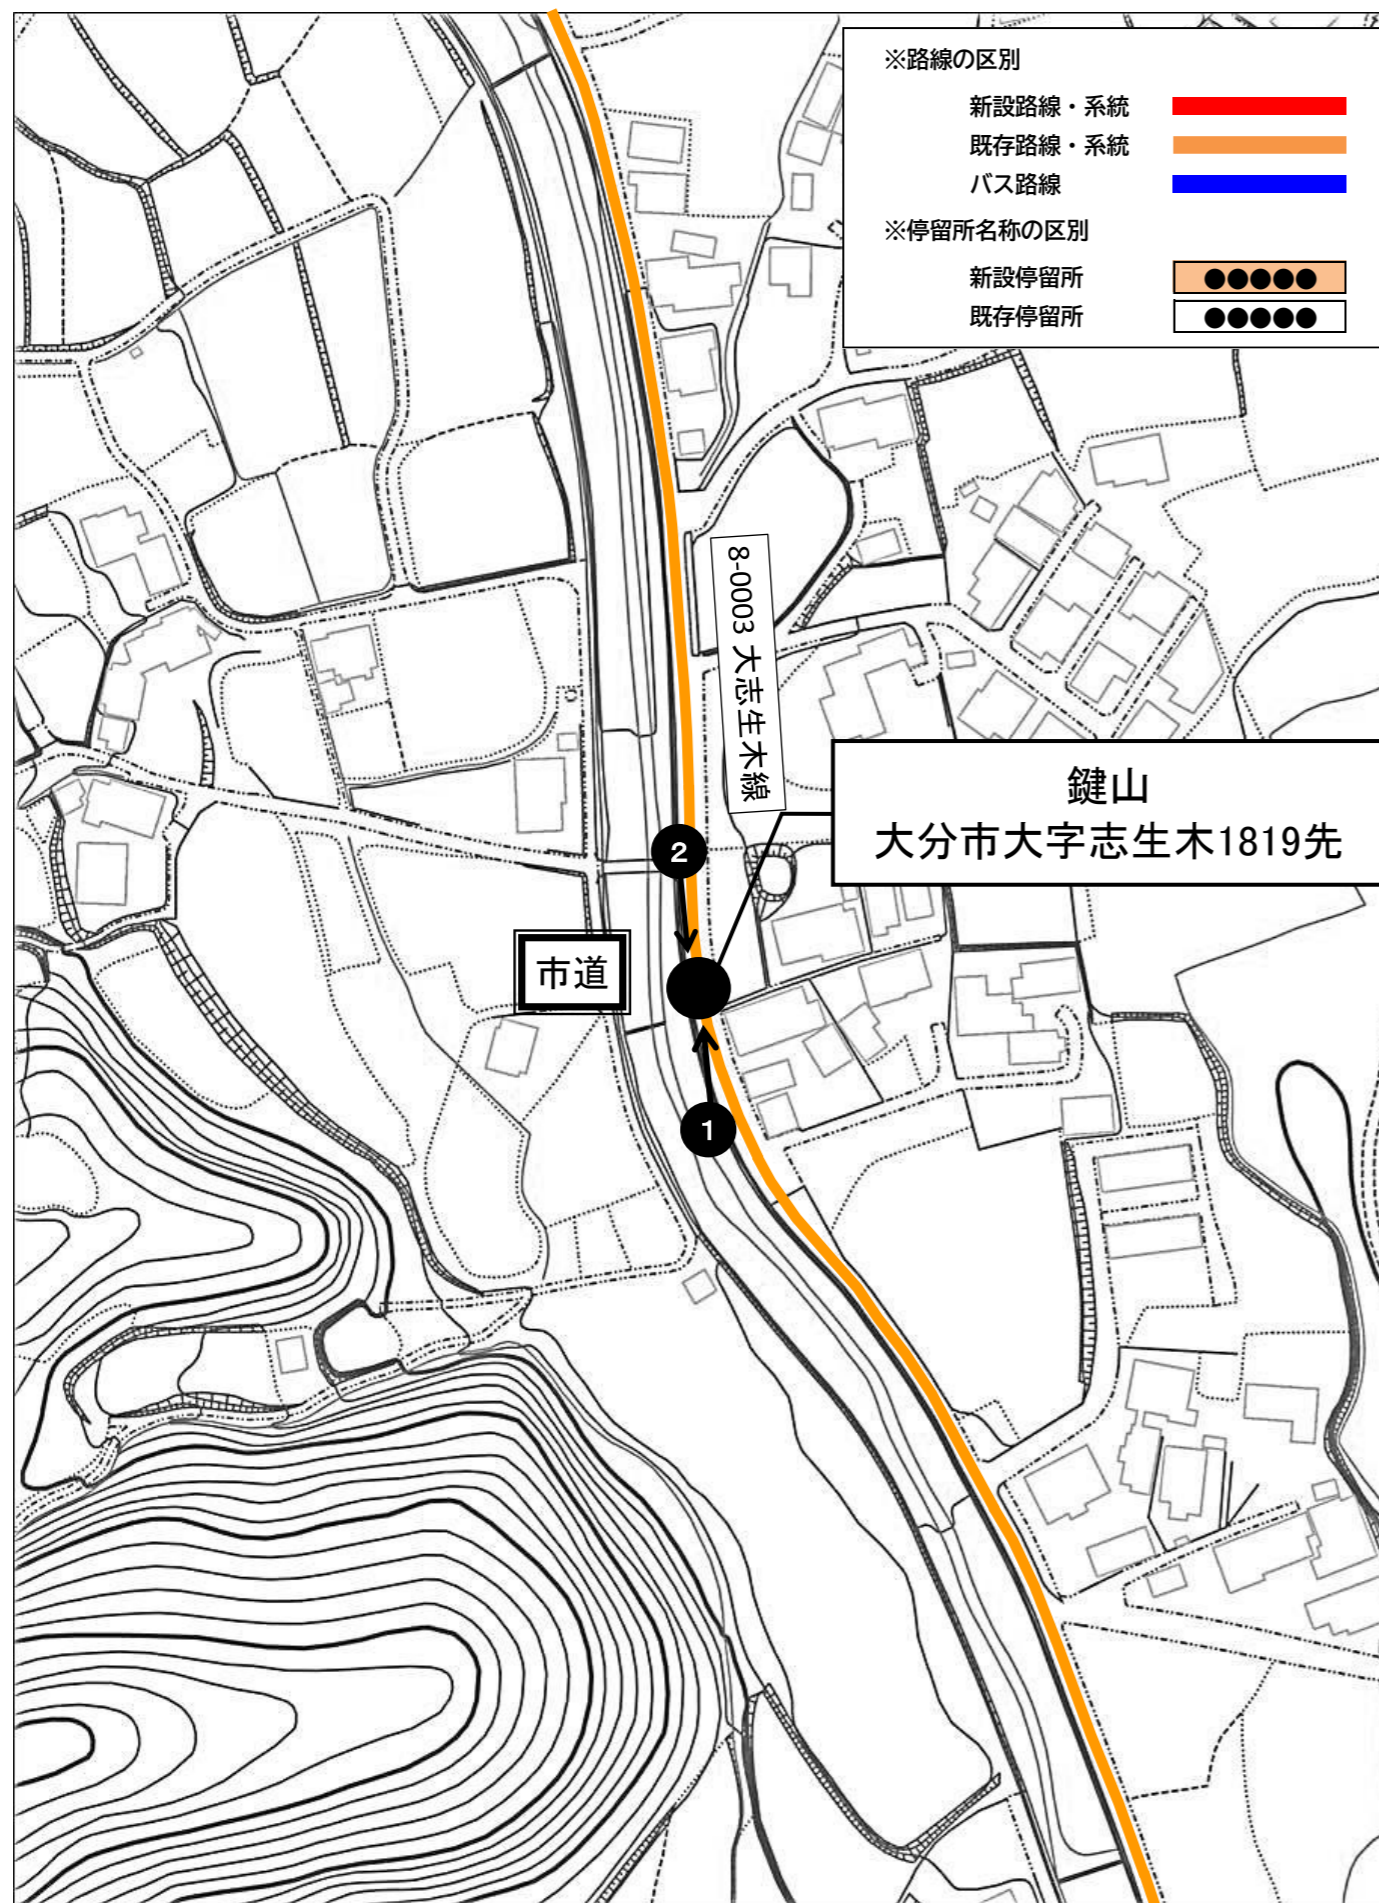 ※路線の区別
新設路線・系統
既存路線・系統
バス路線
※停留所名称の区別
新設停留所 ●●●●●
既存停留所 ●●●●●
8-0003 大志生木線
鍵山
大分市大字志生木1819先
2
市道
1